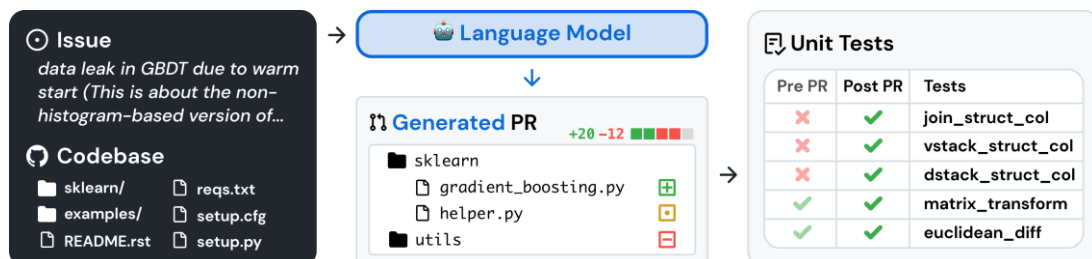 Issue
data leak in GBDT due to warm
start (This is about the non-
histogram-based version of...
Codebase
sklearn/
reqs.txt
examples/
setup.cfg
README.rst
setup.py
Language Model
Generated PR
+20 -12
sklearn
gradient_boosting.py
helper.py
utils
Unit Tests
Pre PR Post PR Tests
join_struct_col
vstack_struct_col
dstack_struct_col
matrix_transform
euclidean_diff